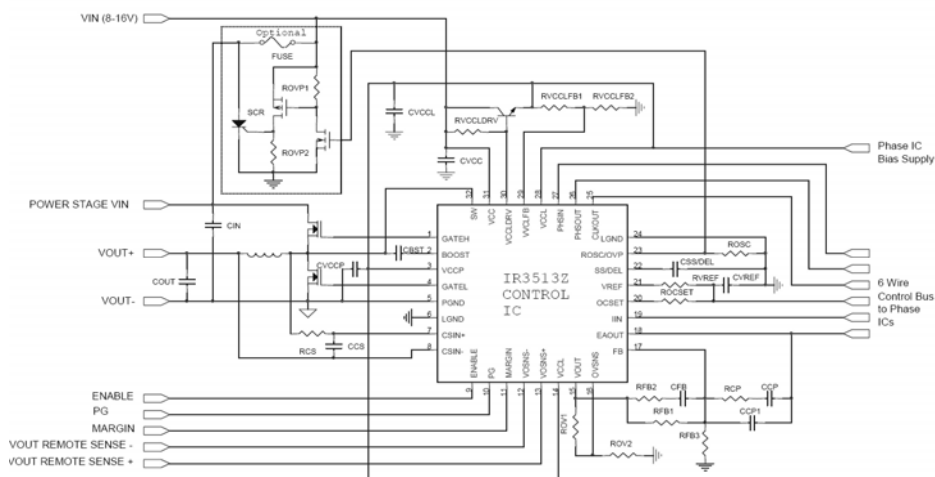 VIN (8-16V)
Optional
FUSE
ROVP1
SCR
ROVP2
CVCCL
RVCCLFB1
RVCCLFB2
RVCCLDRV
CVCC
Phase IC
Bias Supply
POWER STAGE VIN
CIN
VOUT+
COUT
VOUT-
CVCCP
CBST
RCS
CCS
32
31
30
29
28
27
26
25
SW
VCC
VCCLDRV
VVCLFB
VCCL
PHSIN
PHSOUT
CLKOUT
1
GATEH
2
BOOST
3
VCCP
4
GATEL
5
PGND
6
LGND
7
CSIN+
8
CSIN-
IR3513Z
CONTROL
IC
LGND
24
ROSC/OVP
23
SS/DEL
22
VREF
21
OCSET
20
IIN
19
EAOUT
18
FB
17
ROSC
CSS/DEL
RVREF
CVREF
ROCSET
6 Wire
Control Bus
to Phase
ICs
ENABLE
PG
MARGIN
VOSNS-
VOSNS+
VCCL
VOUT
OVSNS
9
10
11
12
13
14
15
16
ENABLE
PG
MARGIN
VOUT REMOTE SENSE -
VOUT REMOTE SENSE +
ROV1
ROV2
RFB2
CFB
RCP
CCP
RFB1
CCP1
RFB3